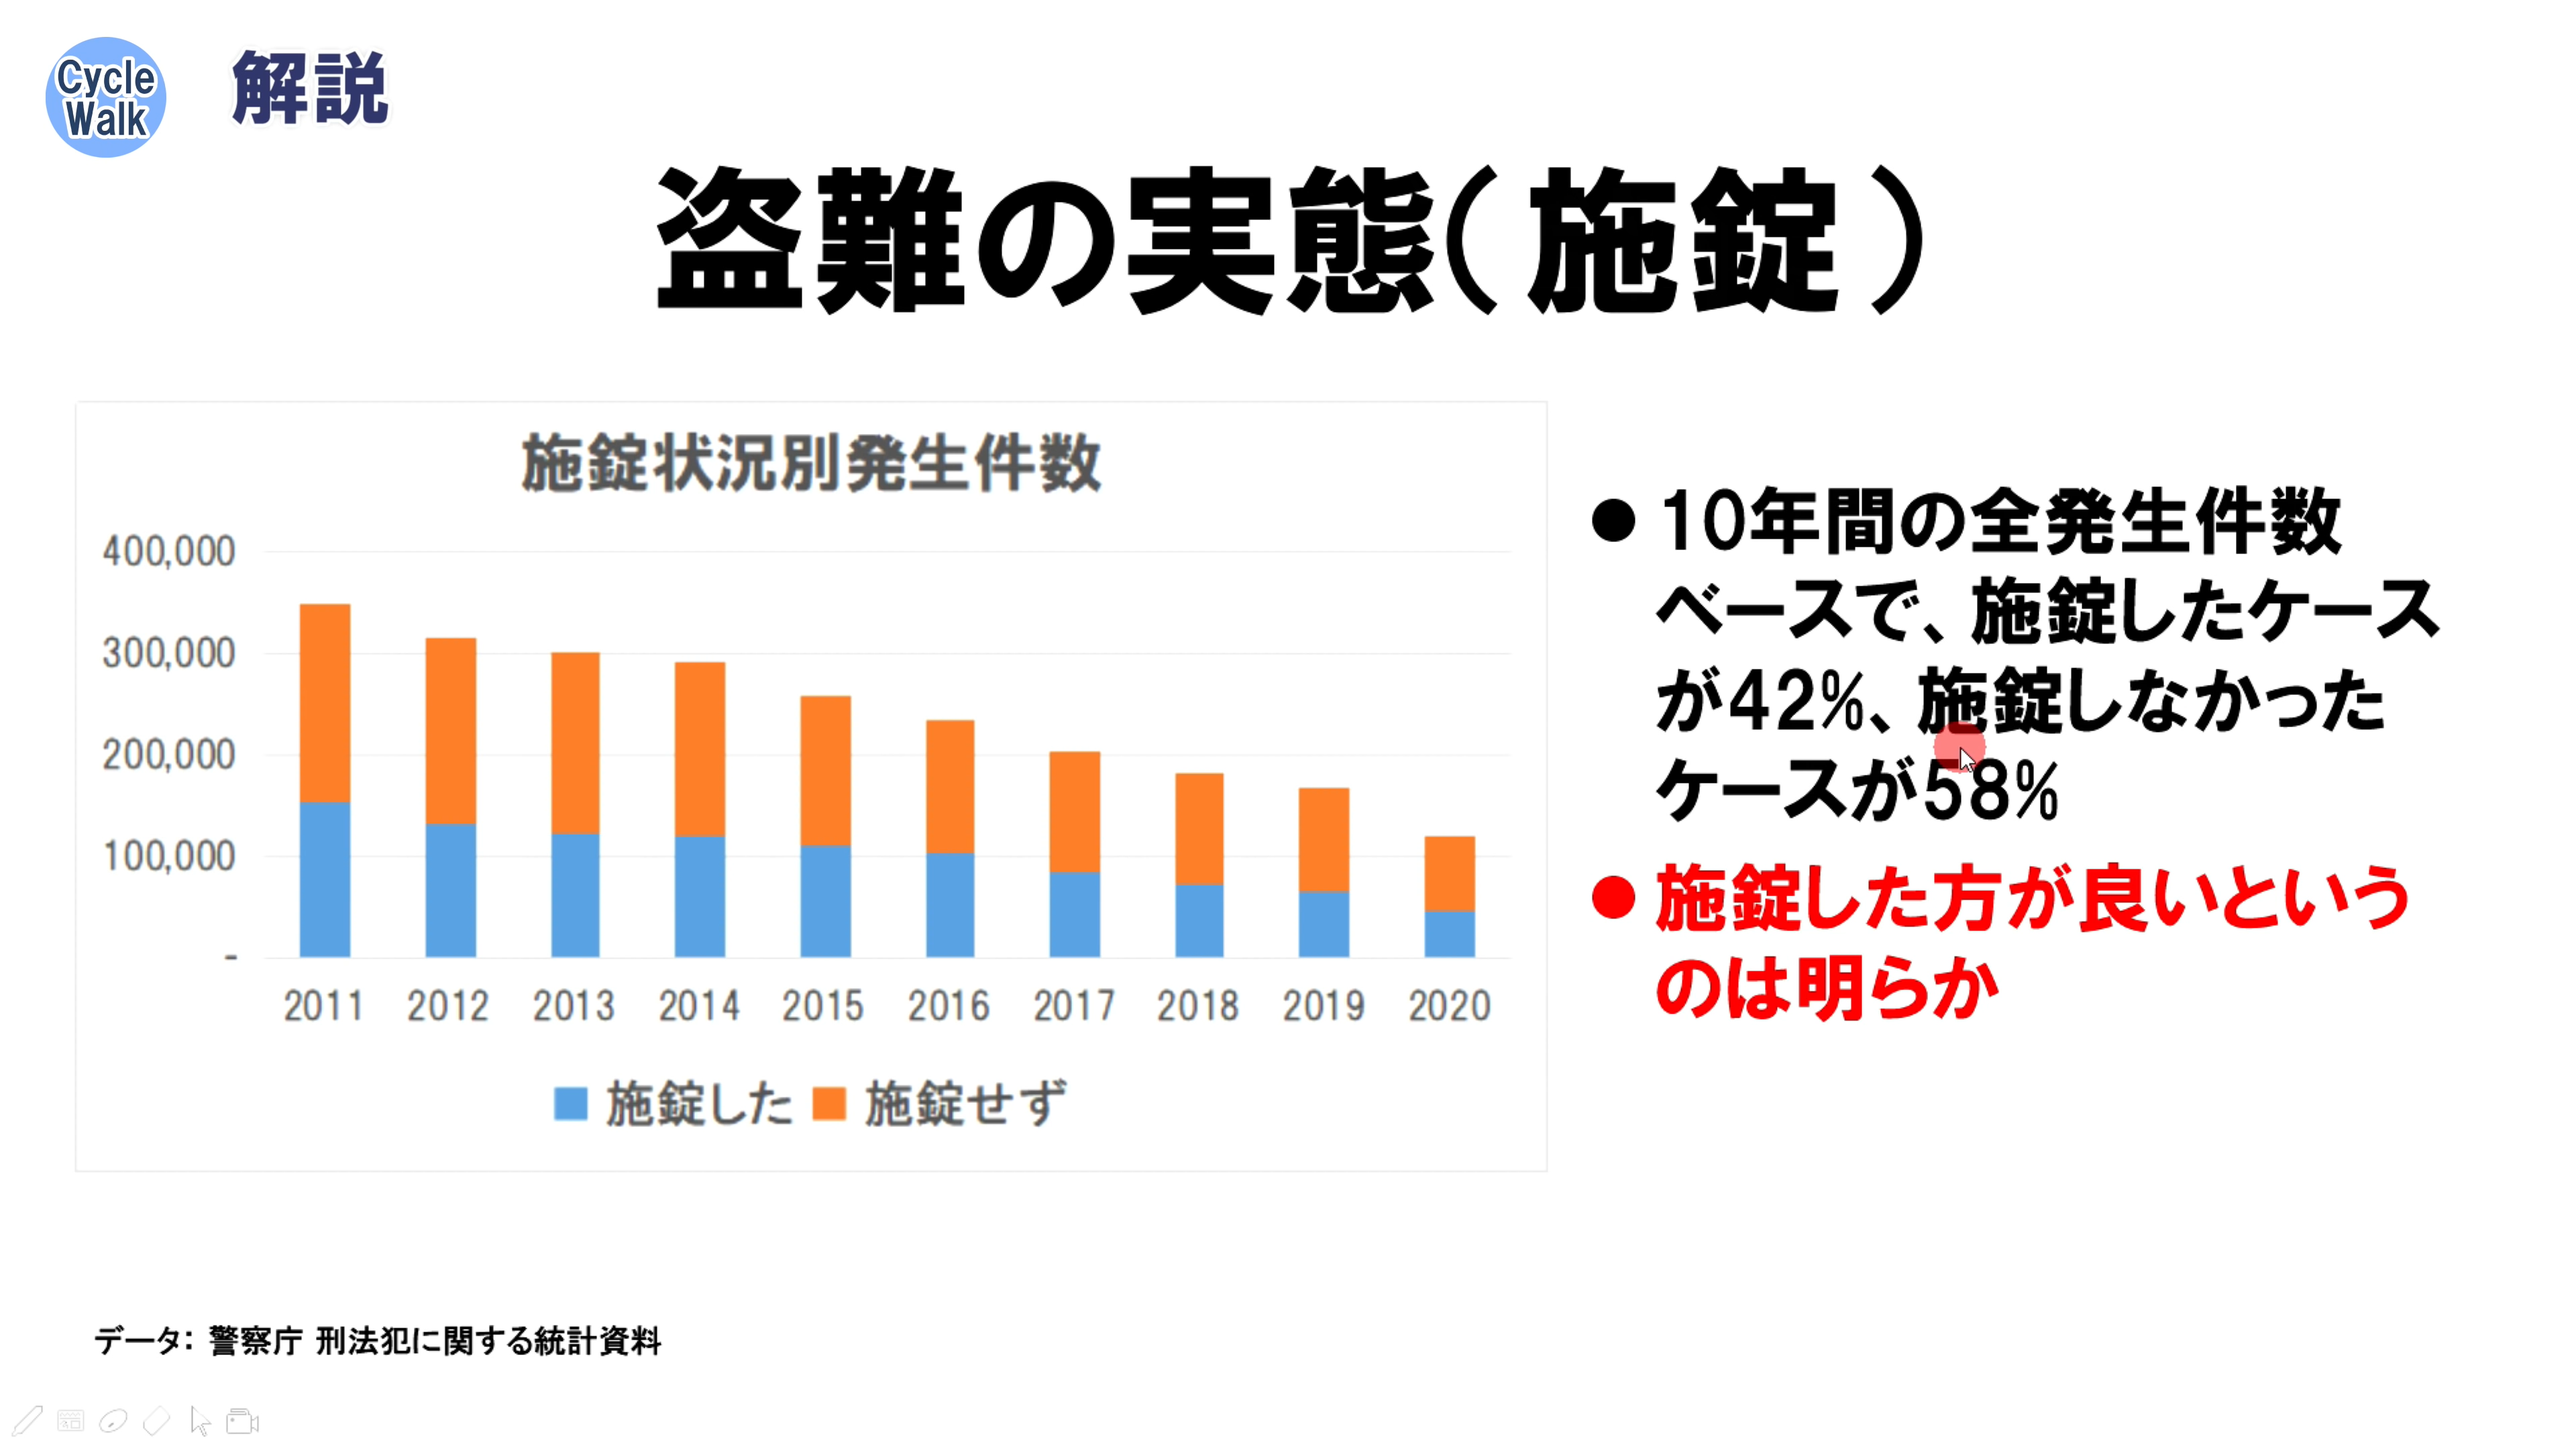 Cycle
Walk
解説
盗難の実態(施錠)
施錠状況別発生件数
400,000
300,000
200,000
100,000
-
2011 2012 2013 2014 2015 2016 2017 2018 2019 2020
施錠した 施錠せず
● 10年間の全発生件数
ベースで、施錠したケース
が42%、施錠しなかった
ケースが58%
● 施錠した方が良いという
のは明らか
データ: 警察庁 刑法犯に関する統計資料